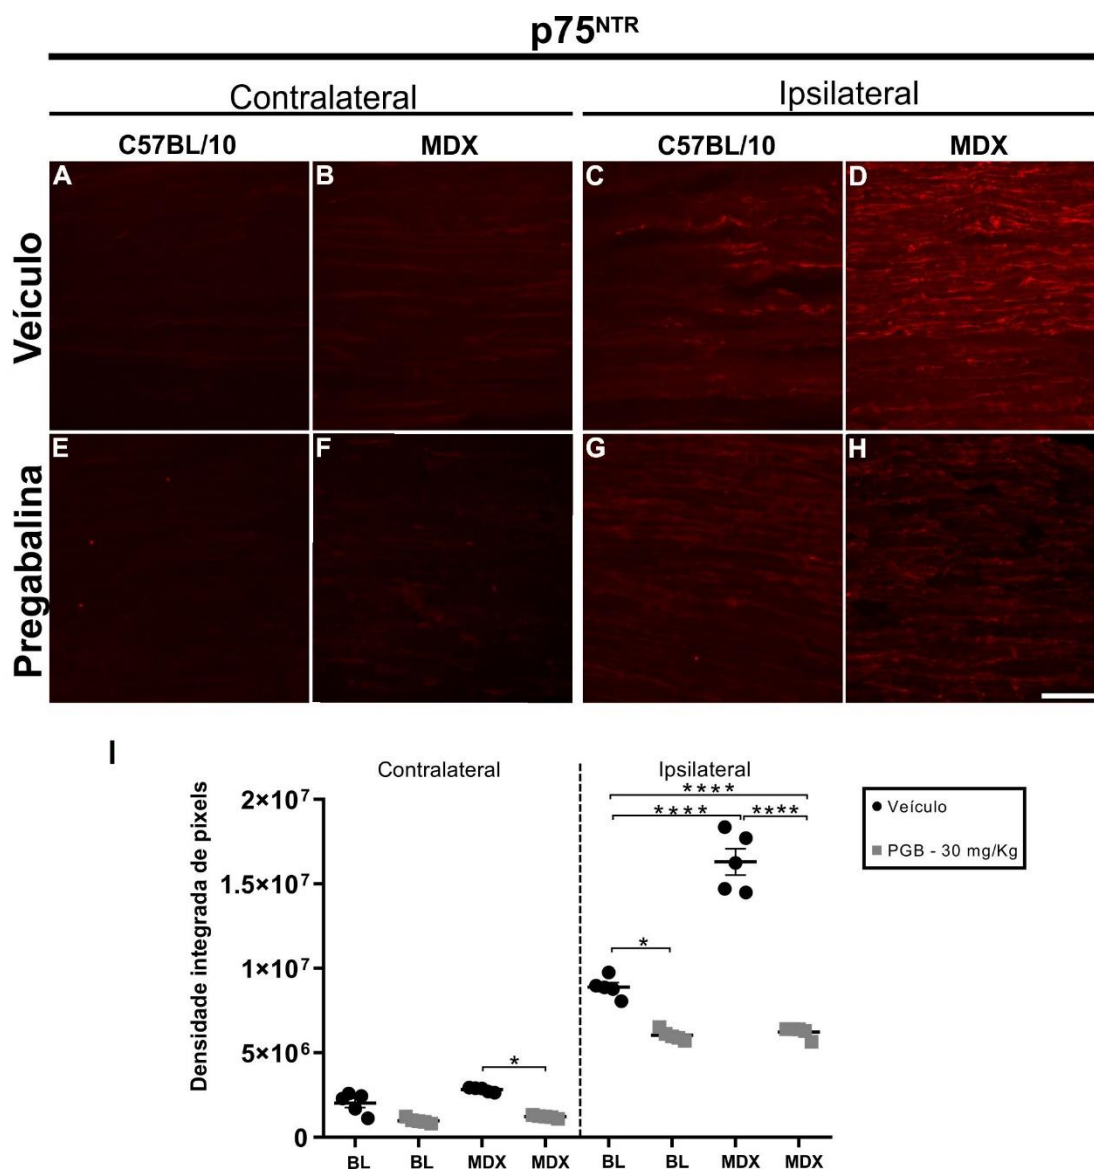 p75NTR
Contralateral Ipsilateral
C57BL/10 MDX C57BL/10 MDX
Veículo
A B C D
Pregabalina
E F G H
I
Contralateral Ipsilateral
Densidade integrada de pixels
2×10⁷
1.5×10⁷
1×10⁷
5×10⁶
0
**** 
**** ****
*
*
BL BL MDX MDX BL BL MDX MDX
Veículo
PGB - 30 mg/Kg